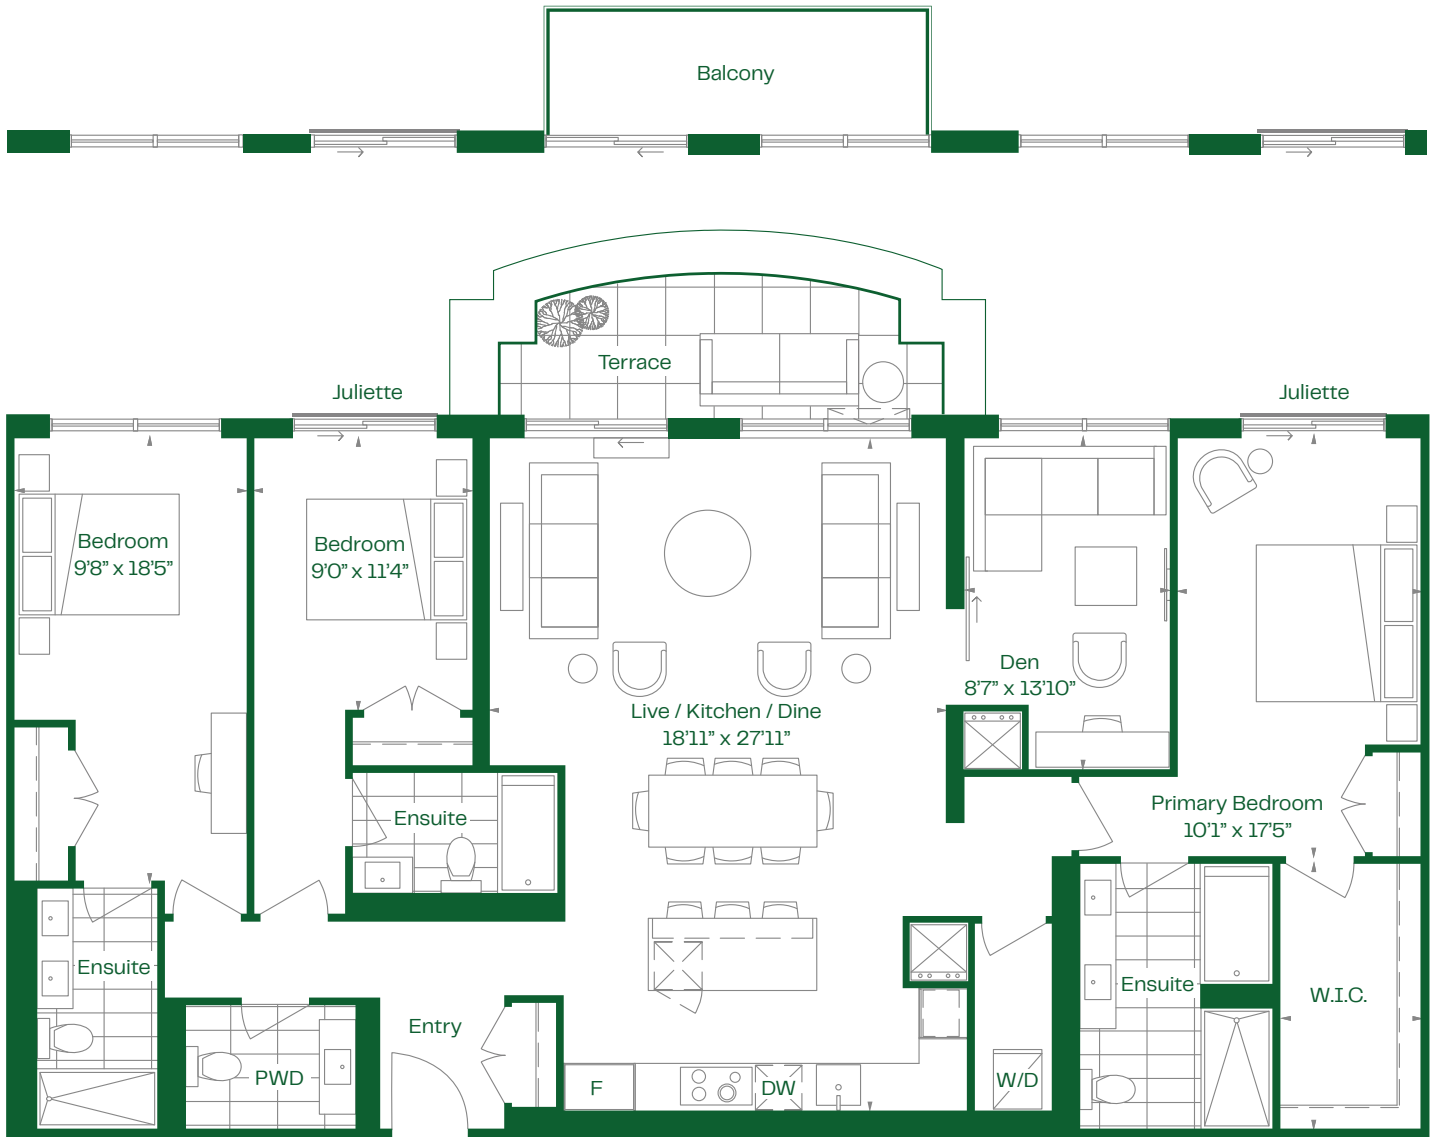 Balcony
Terrace
Juliette
Juliette
Bedroom
9'8" x 18'5"
Bedroom
9'0" x 11'4"
Den
8'7" x 13'10"
Live / Kitchen / Dine
18'11" x 27'11"
Primary Bedroom
10'1" x 17'5"
Ensuite
Ensuite
Ensuite
W.I.C.
Entry
PWD
F
DW
W/D